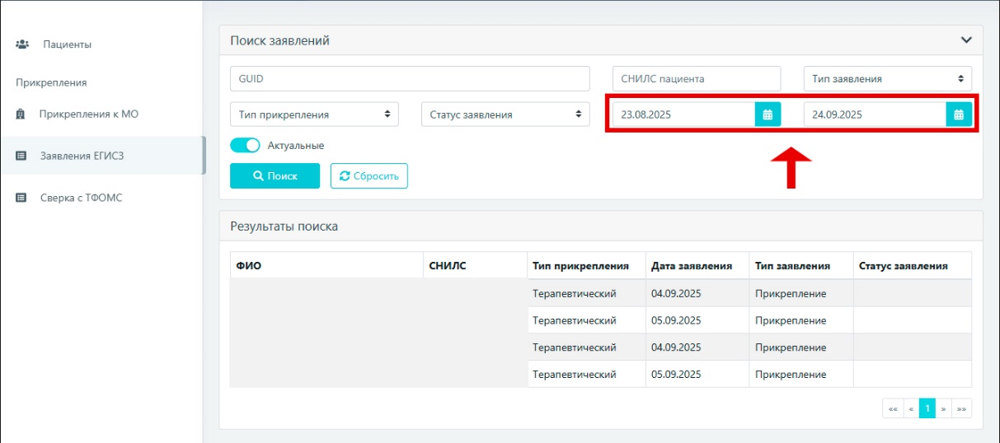 Пациенты
Прикрепления
Прикрепления к МО
Заявления ЕГИСЗ
Сверка с ТФОМС
Поиск заявлений
GUID СНИЛС пациента Тип заявления
Тип прикрепления Статус заявления 23.08.2025 24.09.2025
Актуальные
Поиск Сбросить
Результаты поиска
ФИО СНИЛС Тип прикрепления Дата заявления Тип заявления Статус заявления
Терапевтический 04.09.2025 Прикрепление
Терапевтический 05.09.2025 Прикрепление
Терапевтический 04.09.2025 Прикрепление
Терапевтический 05.09.2025 Прикрепление
«« « 1 » »»